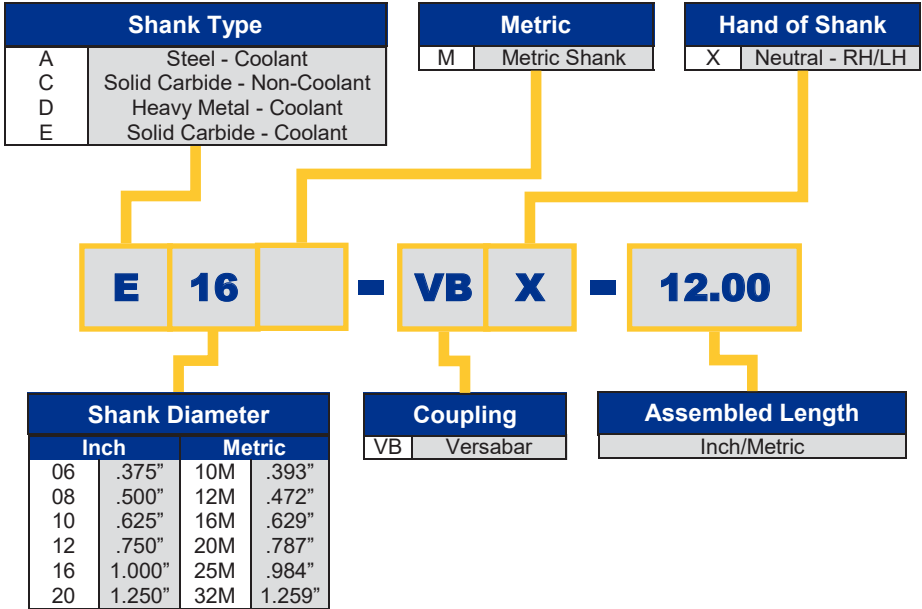 Shank Type
A Steel - Coolant
C Solid Carbide - Non-Coolant
D Heavy Metal - Coolant
E Solid Carbide - Coolant
Metric
M Metric Shank
Hand of Shank
X Neutral - RH/LH
E 16 - VB X - 12.00
Shank Diameter
Inch Metric
06 .375” 10M .393”
08 .500” 12M .472”
10 .625” 16M .629”
12 .750” 20M .787”
16 1.000” 25M .984”
20 1.250” 32M 1.259”
Coupling
VB Versabar
Assembled Length
Inch/Metric